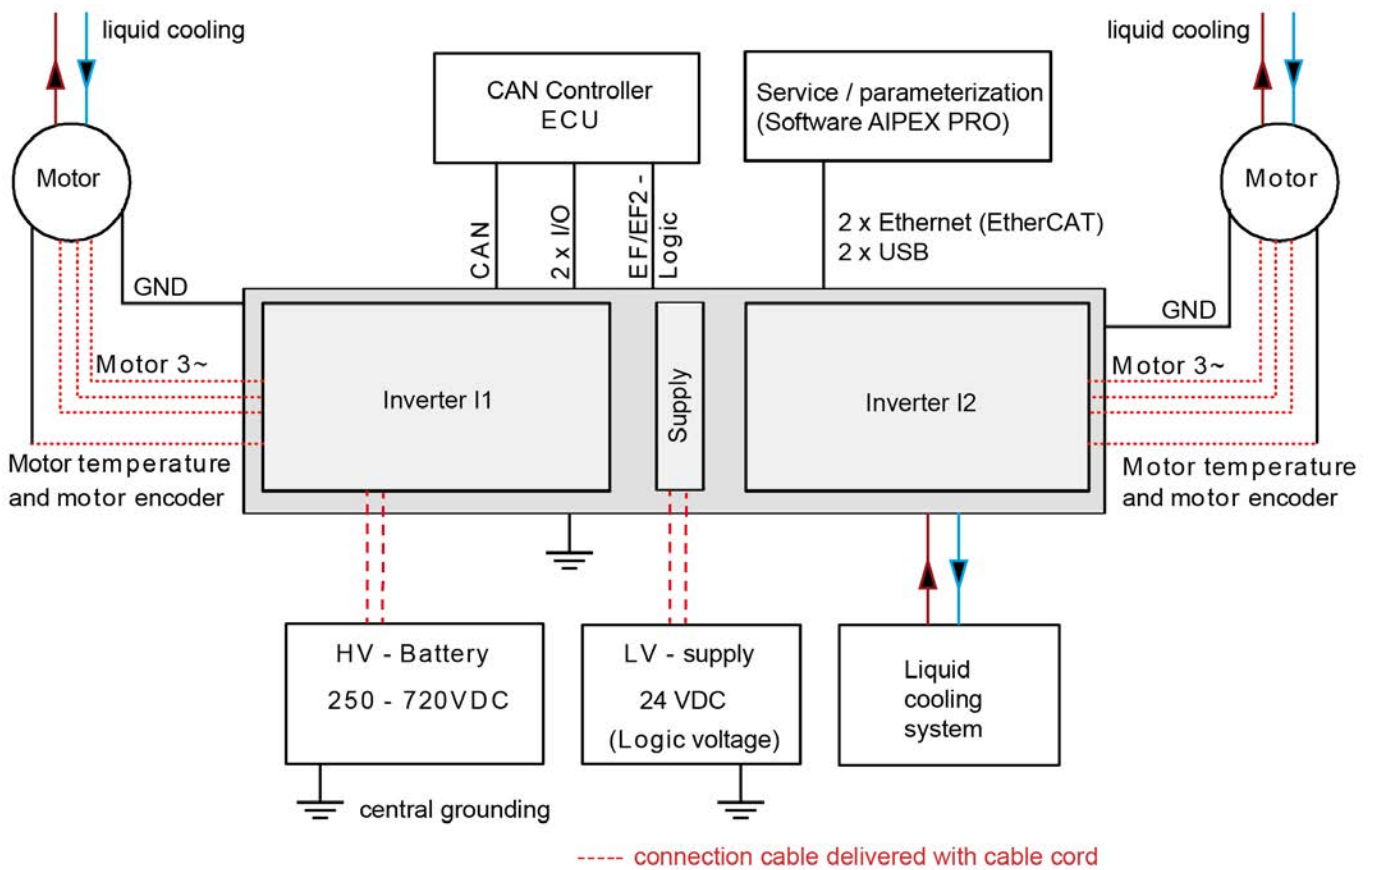 liquid cooling
liquid cooling
CAN Controller
ECU
Service / parameterization
(Software AIPEX PRO)
Motor
Motor
CAN
2 x I/O
EF/EF2 -
Logic
2 x Ethernet (EtherCAT)
2 x USB
GND
GND
Motor 3~
Motor 3~
Inverter I1
Supply
Inverter I2
Motor temperature
and motor encoder
Motor temperature
and motor encoder
HV - Battery
250 - 720VDC
LV - supply
24 VDC
(Logic voltage)
Liquid
cooling
system
central grounding
----- connection cable delivered with cable cord